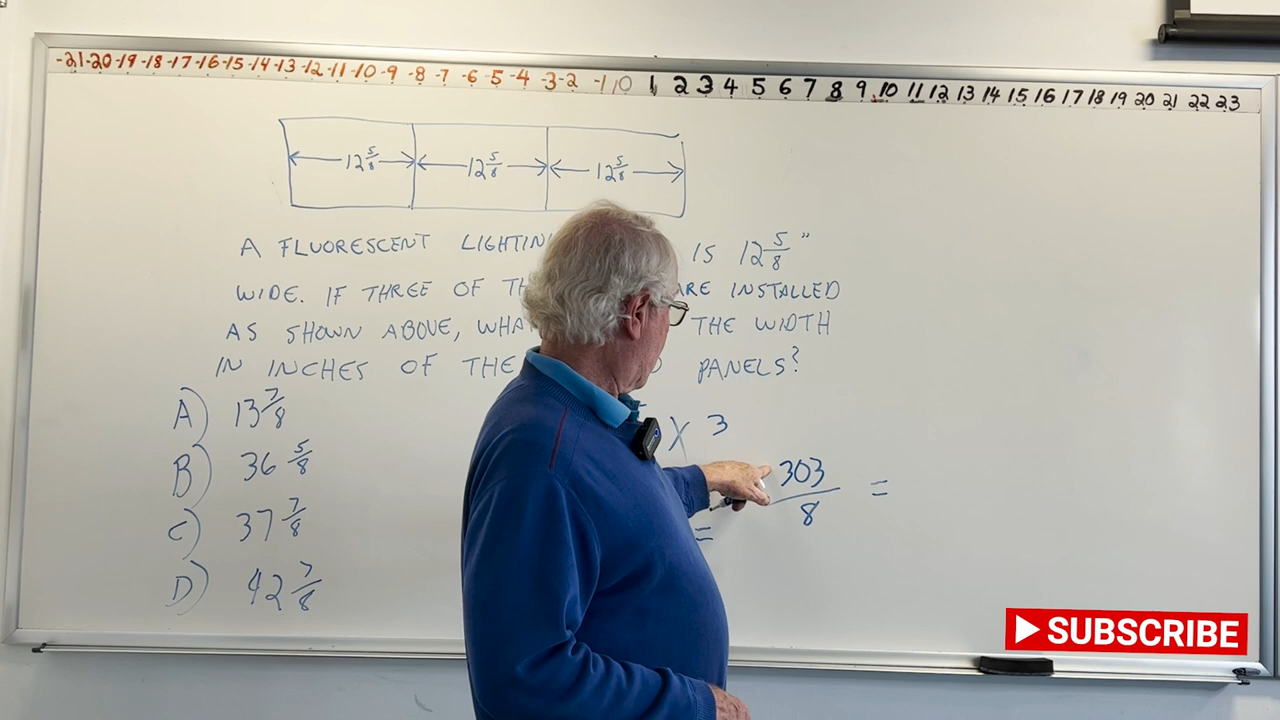 -21 -20 -19 -18 -17 -16 -15 -14 -13 -12 -11 -10 -9 -8 -7 -6 -5 -4 -3 -2 -1 0 1 2 3 4 5 6 7 8 9 10 11 12 13 14 15 16 17 18 19 20 21 22 23
12 5/8 12 5/8 12 5/8
A FLUORESCENT IS 12 5/8"
WIDE. IF THREE OF INSTALLED
AS SHOWN ABOVE, THE WIDTH
IN INCHES OF THE PANELS?
A) 13 7/8
B) 36 5/8
C) 37 7/8
D) 42 7/8
X 3
= 303/8 =
SUBSCRIBE